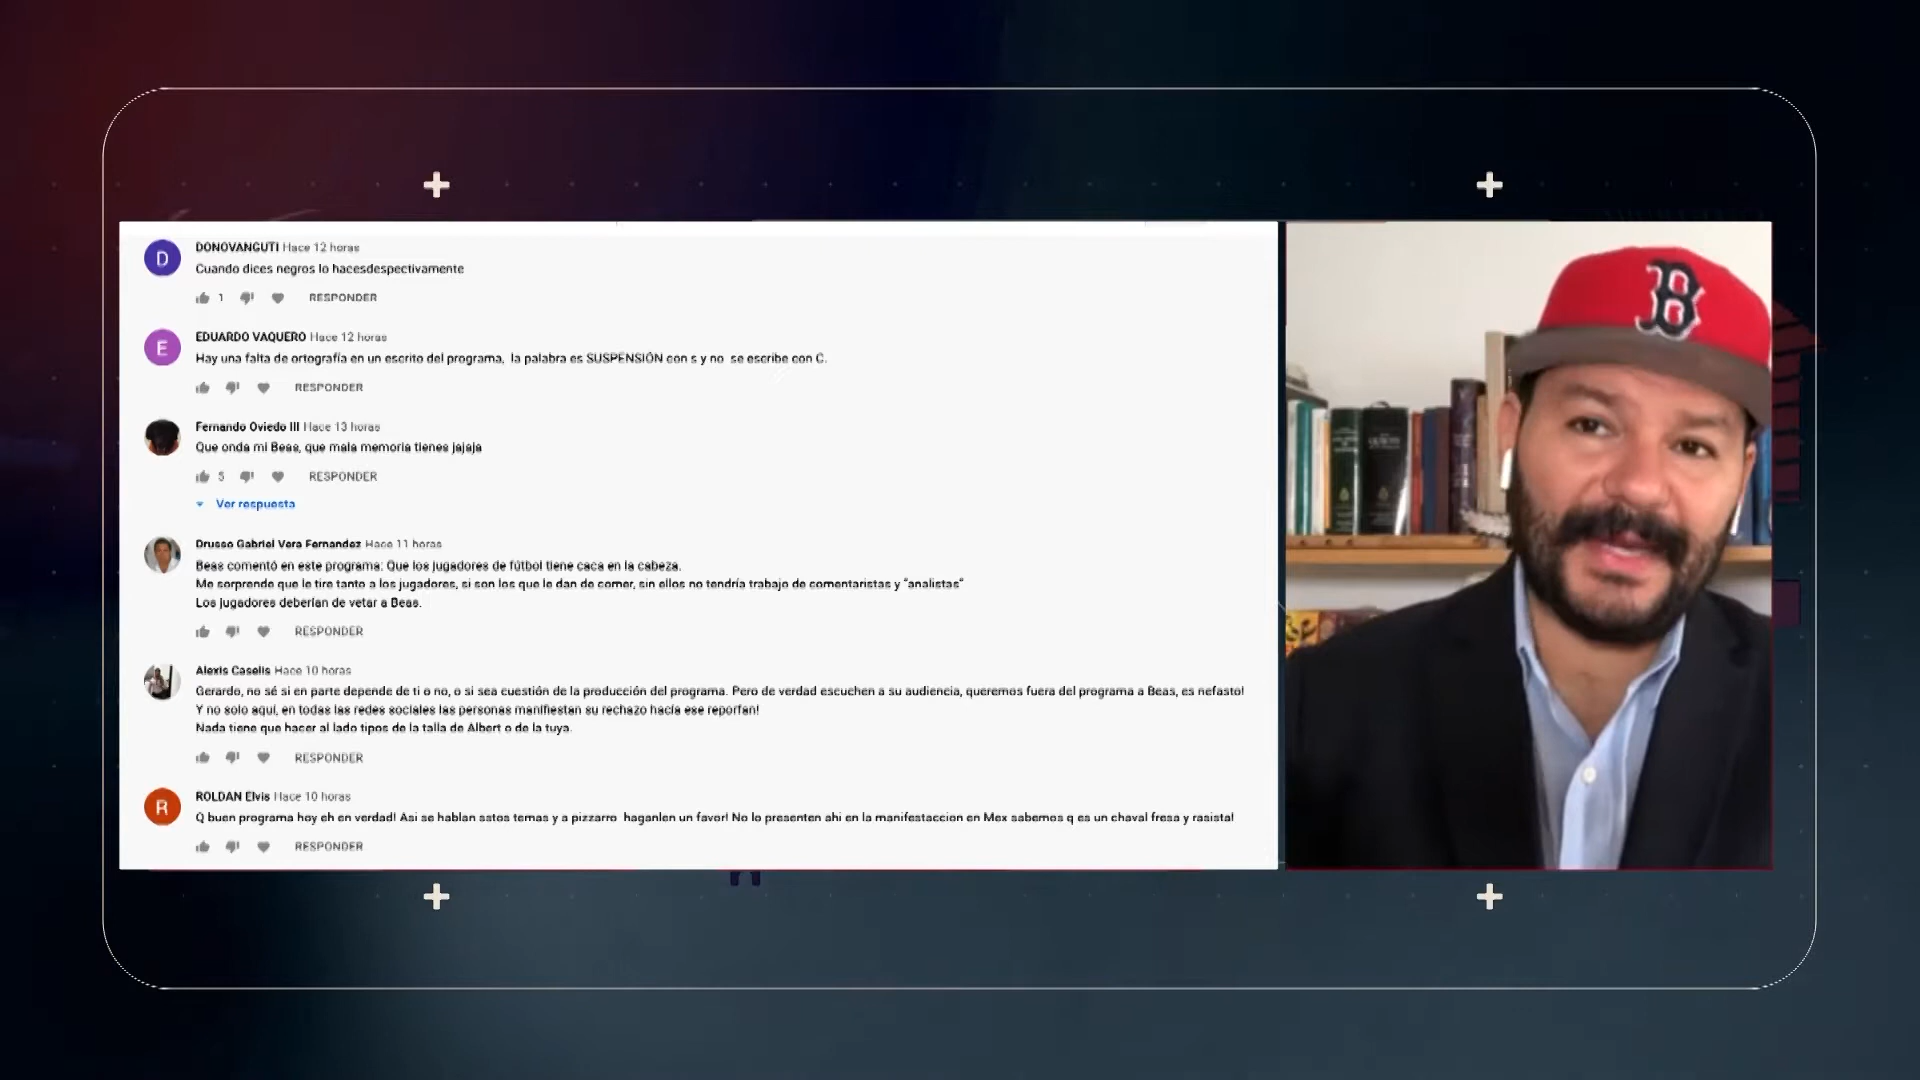 DONOVANGUTI Hace 12 horas
Cuando dices negros lo hacesdespectivamente
1 RESPONDER
EDUARDO VAQUERO Hace 12 horas
Hay una falta de ortografía en un escrito del programa, la palabra es SUSPENSIÓN con s y no se escribe con C.
RESPONDER
Fernando Oviedo III Hace 13 horas
Que onda mi Beas, que mala memoria tienes jajaja
5 RESPONDER
Ver respuesta
Drusso Gabriel Vera Fernandez Hace 11 horas
Beas comentó en este programa: Que los jugadores de fútbol tiene caca en la cabeza.
Me sorprende que le tire tanto a los jugadores, si son los que le dan de comer, sin ellos no tendría trabajo de comentaristas y "analistas"
Los jugadores deberían de vetar a Beas.
RESPONDER
Alexis Caselis Hace 10 horas
Gerardo, no sé si en parte depende de ti o no, o si sea cuestión de la producción del programa. Pero de verdad escuchen a su audiencia, queremos fuera del programa a Beas, es nefasto!
Y no solo aquí, en todas las redes sociales las personas manifiestan su rechazo hacía ese reporfan!
Nada tiene que hacer al lado tipos de la talla de Albert o de la tuya.
RESPONDER
ROLDAN Elvis Hace 10 horas
Q buen programa hoy eh en verdad! Asi se hablan estos temas y a pizzarro haganlen un favor! No lo presenten ahi en la manifestaccion en Mex sabemos q es un chaval fresa y rasista!
RESPONDER
D
E
R
B